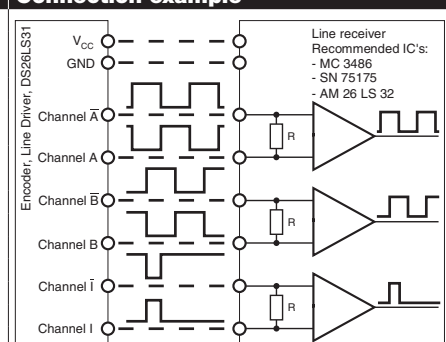 Connection example
Encoder, Line Driver, DS26LS31
V_CC
GND
Channel A̅
Channel A
Channel B̅
Channel B
Channel I̅
Channel I
Line receiver
Recommended IC's:
- MC 3486
- SN 75175
- AM 26 LS 32
R
R
R